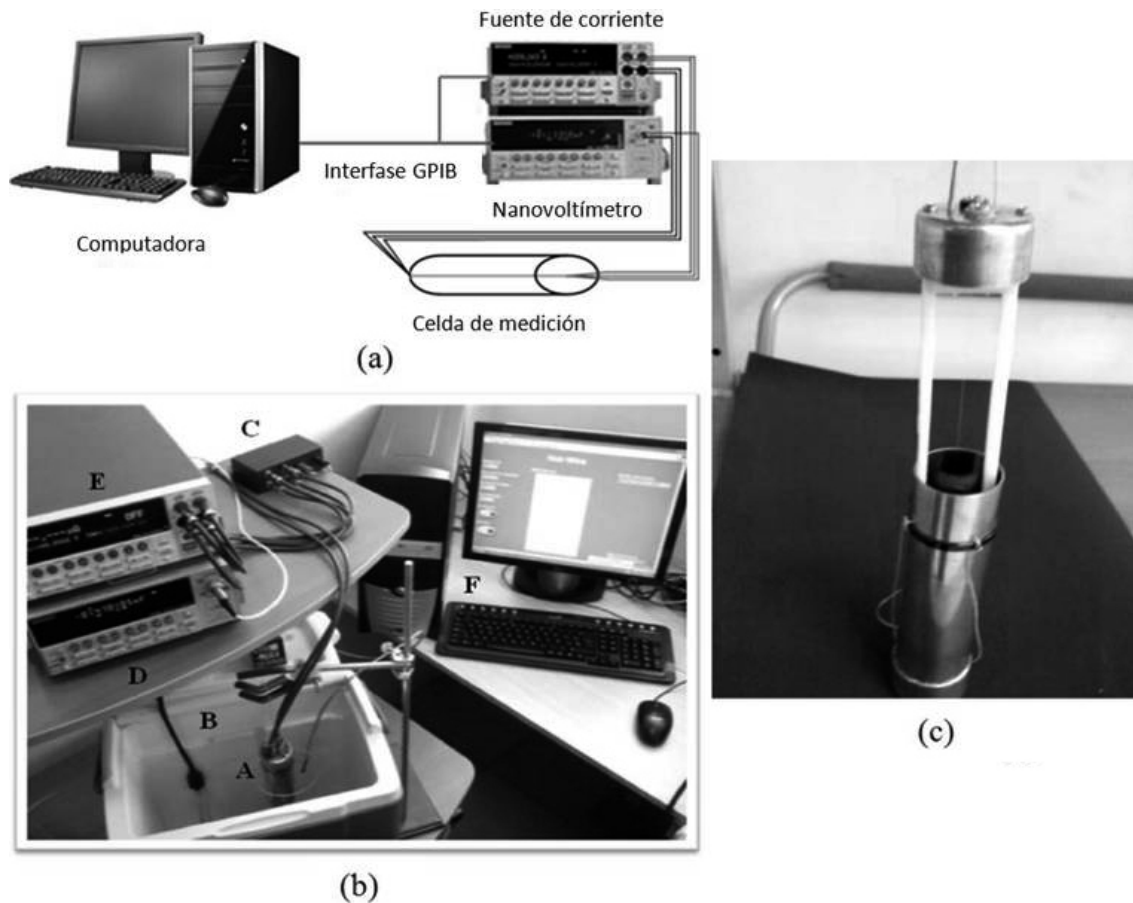 Fuente de corriente
Interfase GPIB
Nanovoltímetro
Computadora
Celda de medición
(a)
C
E
F
D
B
A
(b)
(c)